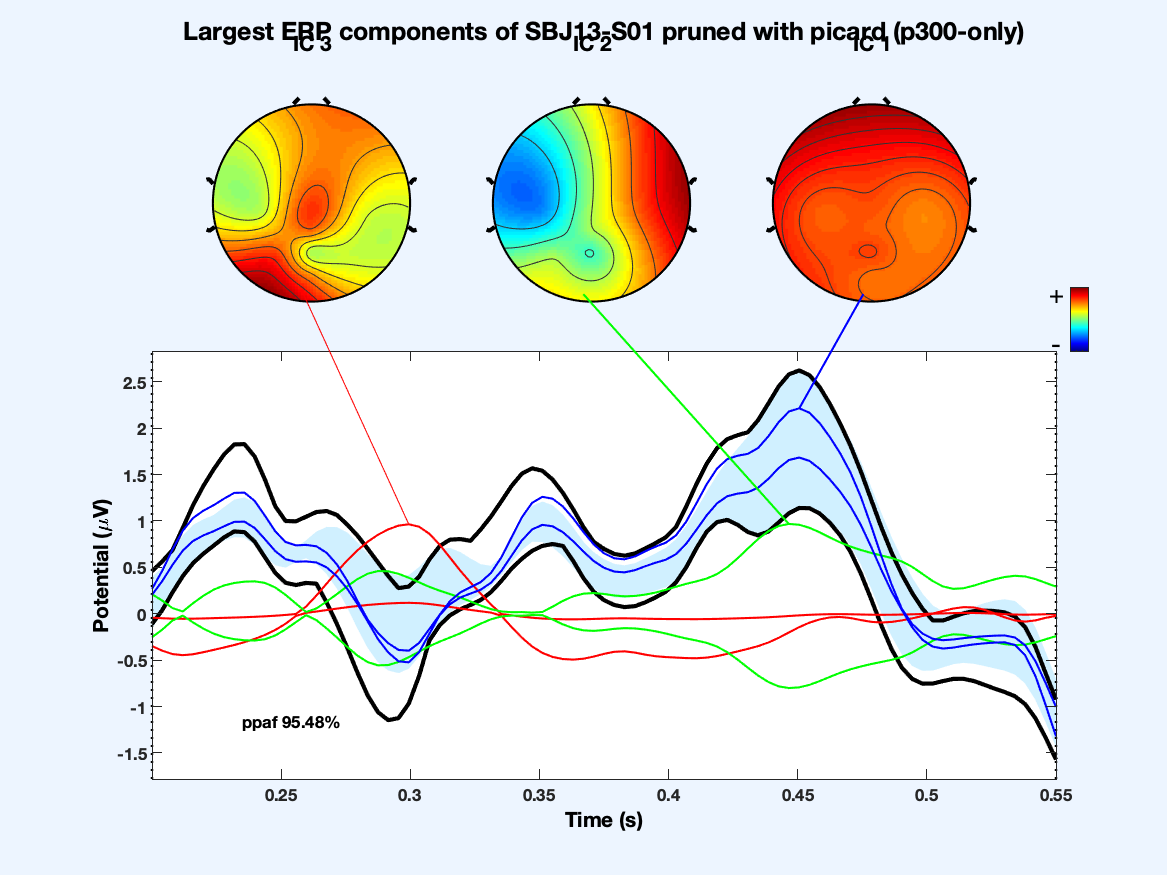 Largest ERP components of SBJ13-S01 pruned with picard (p300-only)
IC 3 IC 2 IC 1
+
-
2.5
2
1.5
1
0.5
0
-0.5
-1
-1.5
Potential (μV)
ppaf 95.48%
0.25 0.3 0.35 0.4 0.45 0.5 0.55
Time (s)